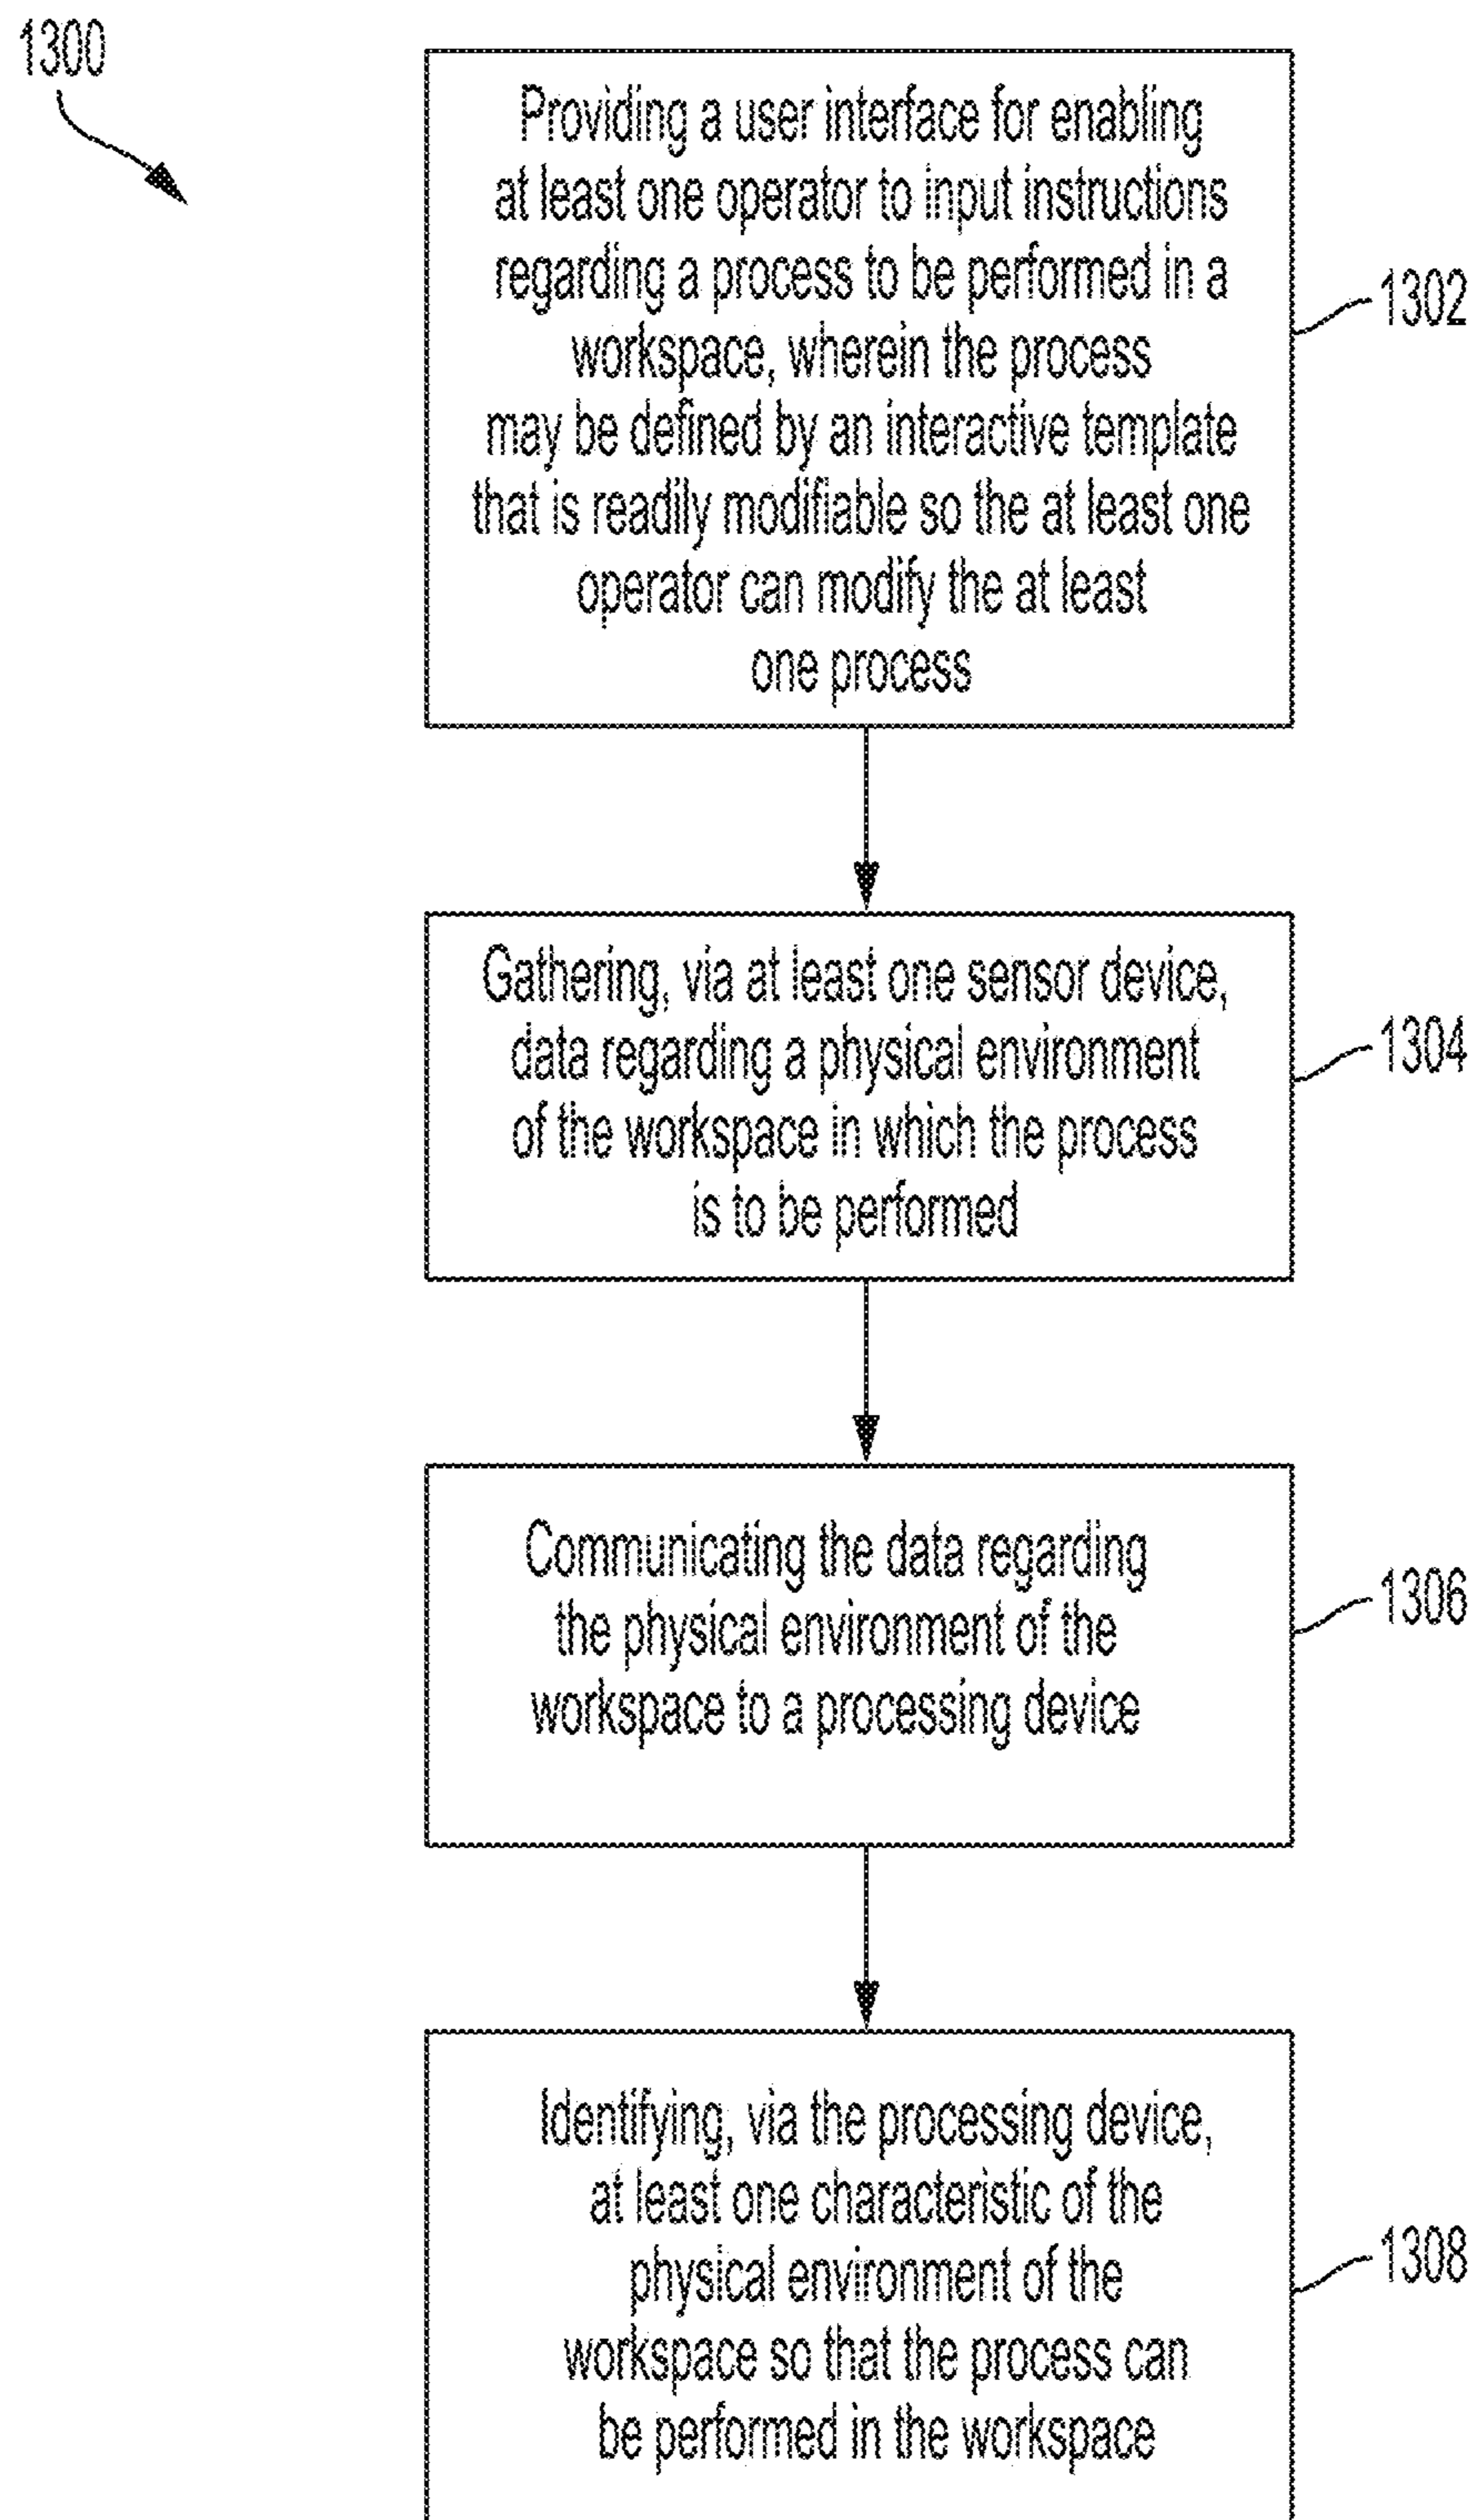 1300
Providing a user interface for enabling
at least one operator to input instructions
regarding a process to be performed in a
workspace, wherein the process
may be defined by an interactive template
that is readily modifiable so the at least one
operator can modify the at least
one process
1302
Gathering, via at least one sensor device,
data regarding a physical environment
of the workspace in which the process
is to be performed
1304
Communicating the data regarding
the physical environment of the
workspace to a processing device
1306
Identifying, via the processing device,
at least one characteristic of the
physical environment of the
workspace so that the process can
be performed in the workspace
1308